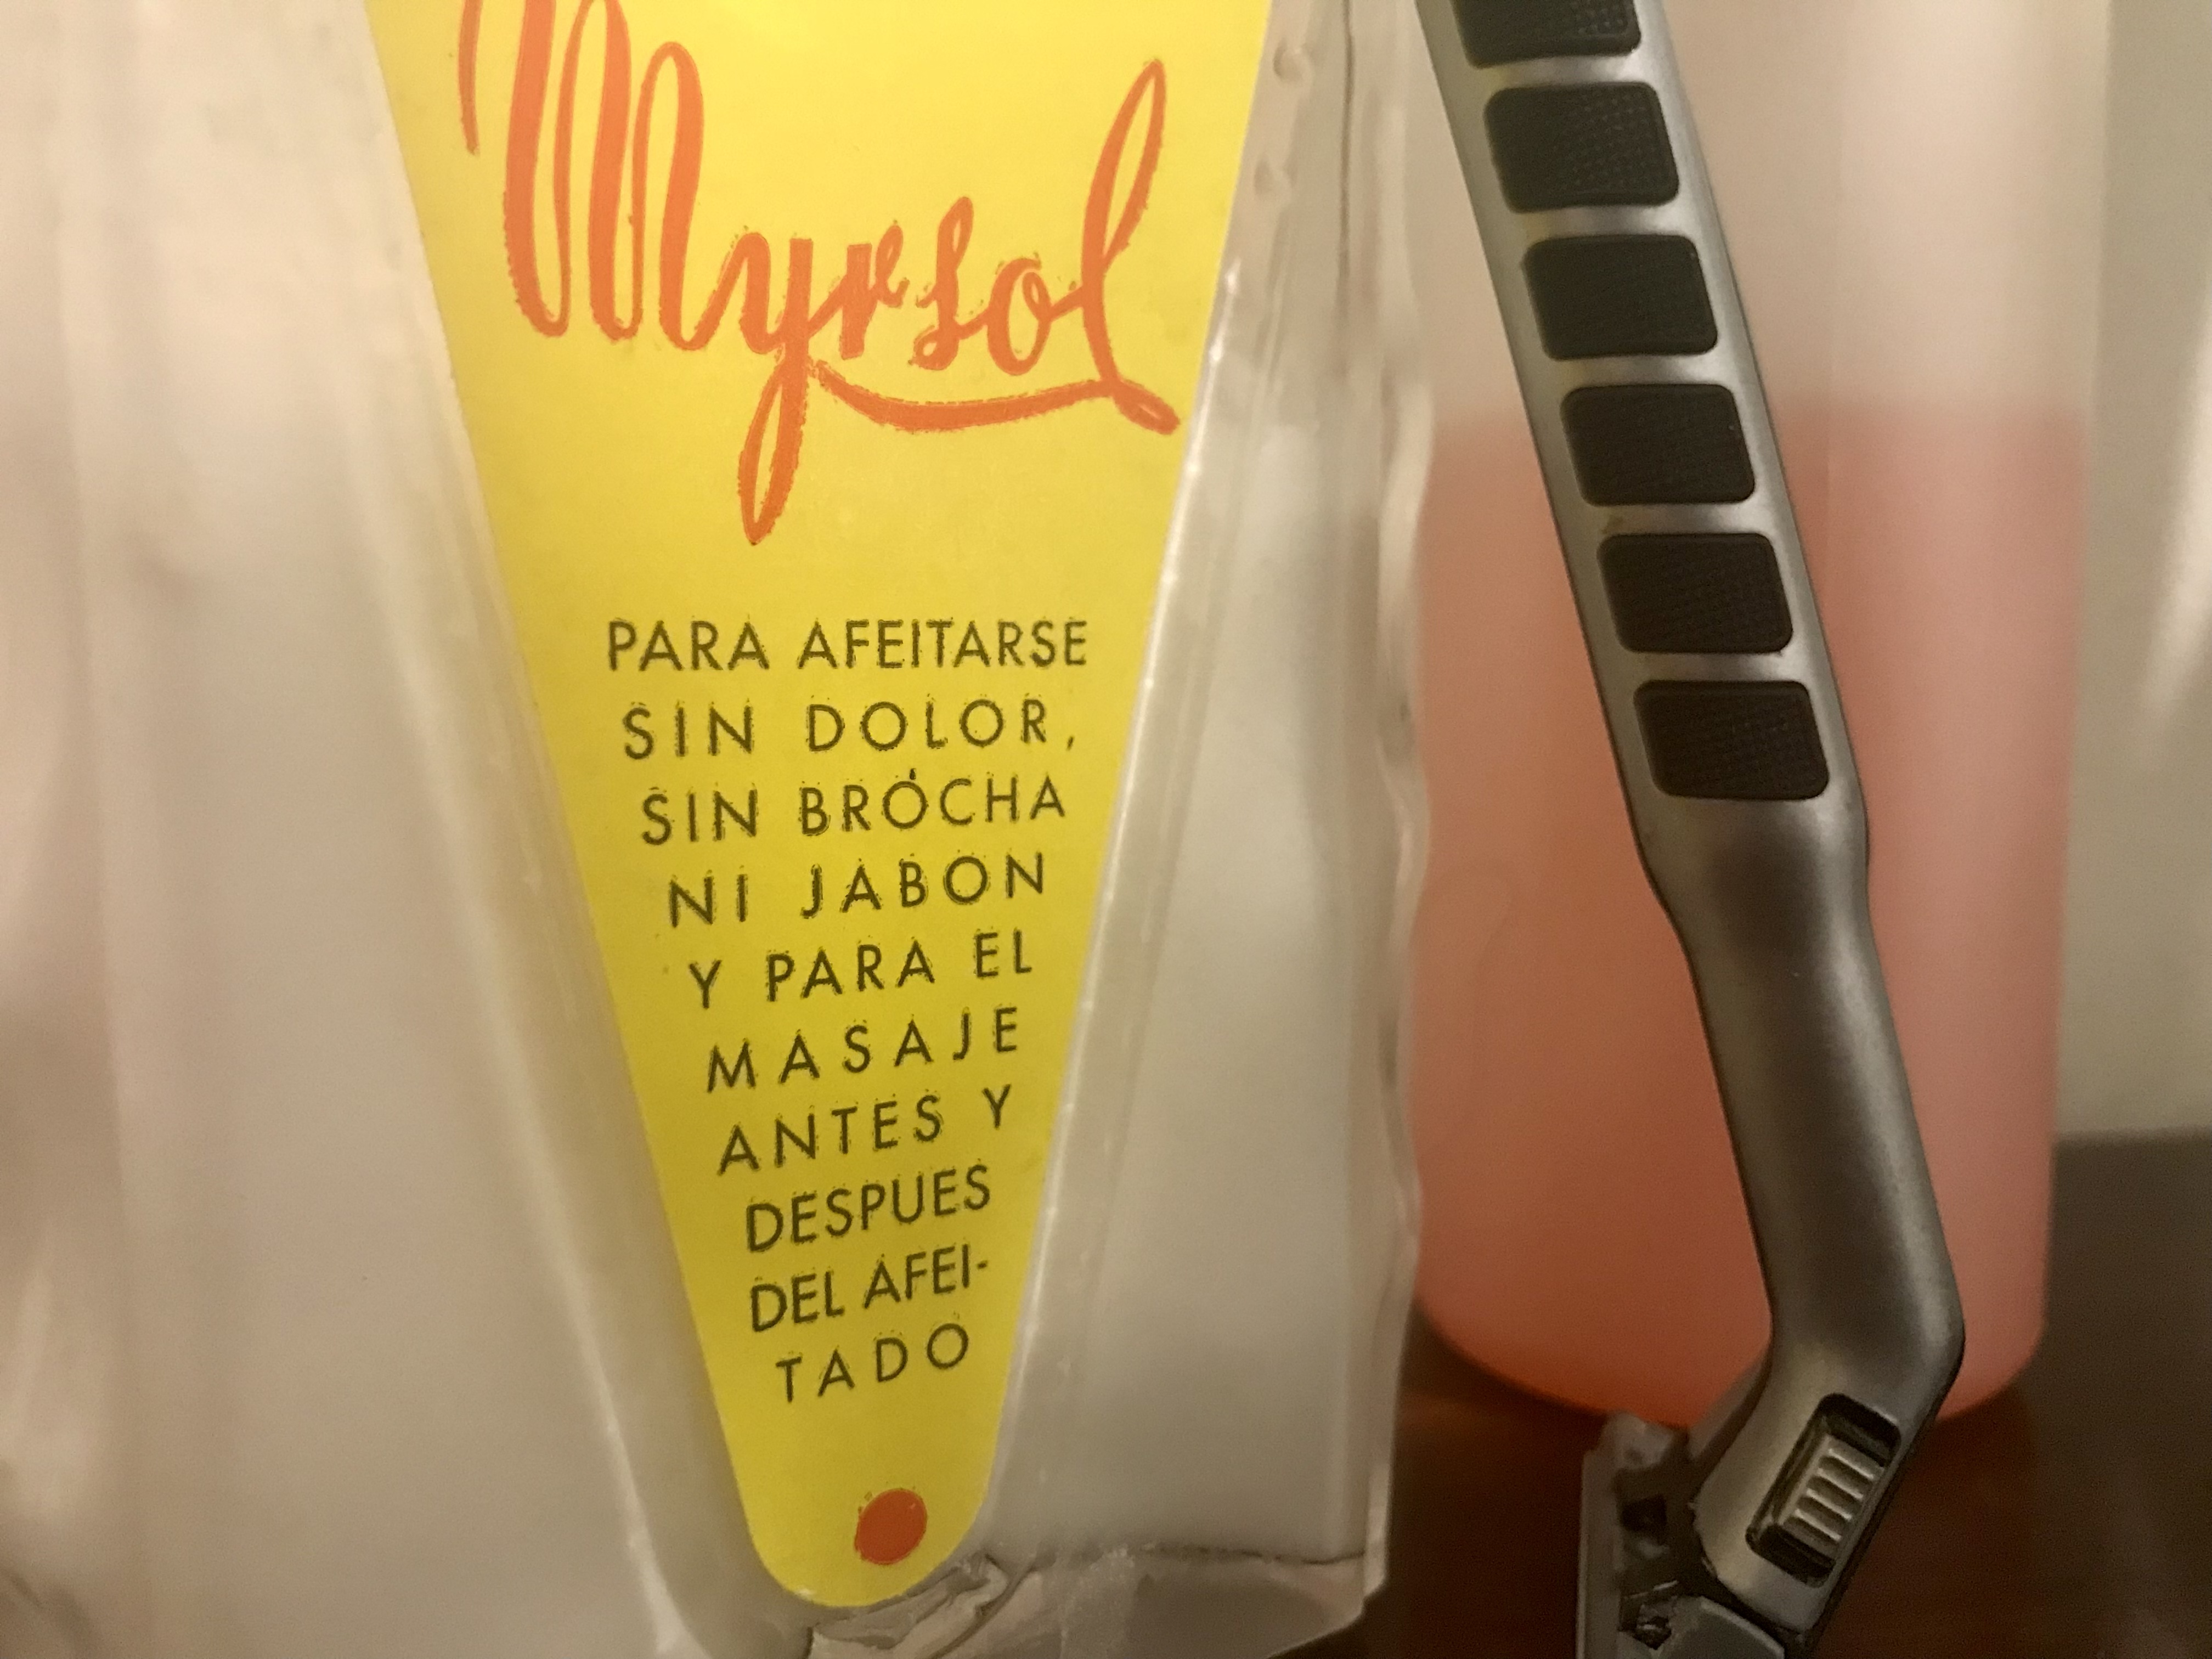 Myrsol
PARA AFEITARSE
SIN DOLOR,
SIN BRÓCHA
NI JABON
Y PARA EL
MASAJE
ANTES Y
DESPUES
DEL AFEI-
TADO